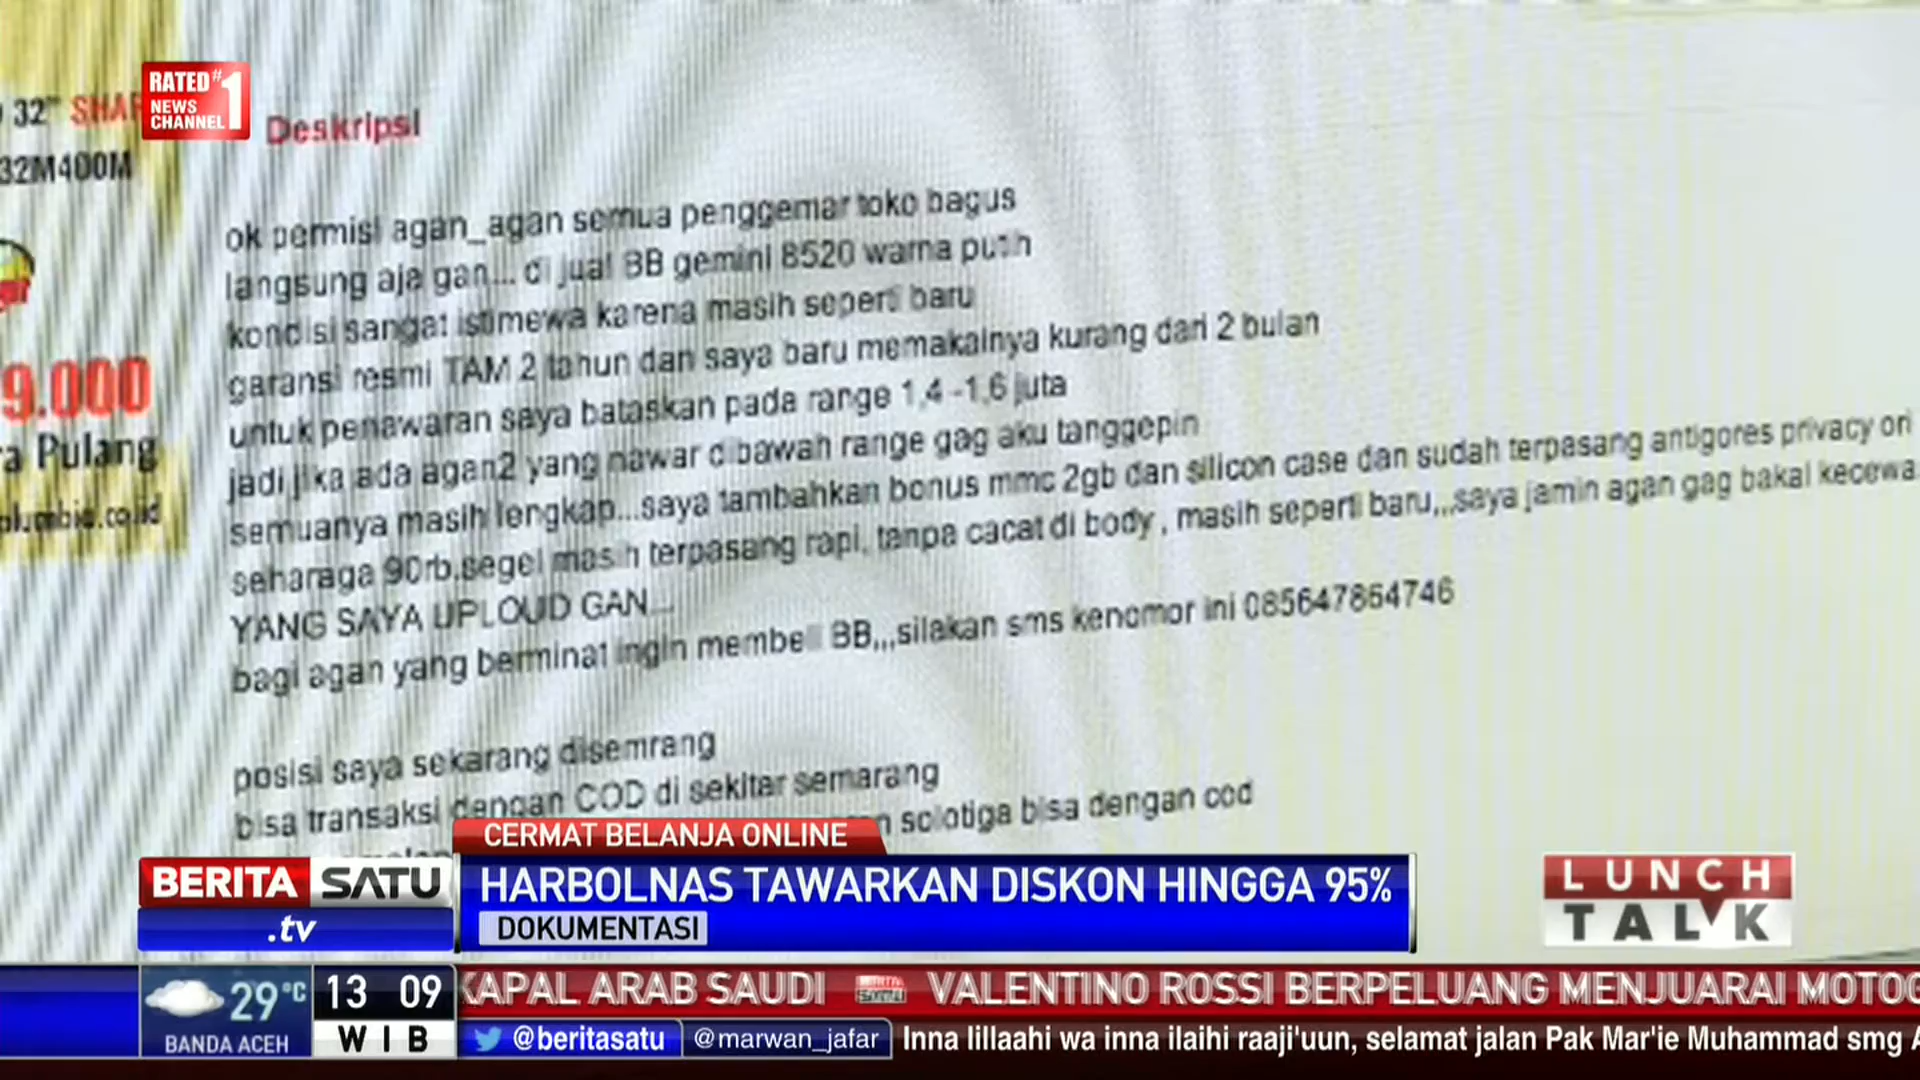 RATED #1
NEWS
CHANNEL
32"
32M400M
9.000
Pulang
Deskripsi
ok permisi agan_agan semua penggemar toko bagus
langsung aja gan... di jual BB gemini 8520 warna putih
kondisi sangat istimewa karena masih seperti baru
garansi resmi TAM 2 tahun dan saya baru memakainya kurang dari 2 bulan
untuk penawaran saya bataskan pada range 1,4 -1,6 juta
jadi jika ada agan2 yang nawar dibawah range gag aku tanggepin
semuanya masih lengkap...saya tambahkan bonus mmc 2gb dan silicon case dan sudah terpasang antigores privacy ori
seharaga 90rb.segel masih terpasang rapi, tanpa cacat di body, masih seperti baru,,,saya jamin agan gag bakal kecewa
YANG SAYA UPLOUD GAN...
bagi agan yang berminat ingin membeli BB,,,silakan sms kenomor ini 085647864746
posisi saya sekarang disemrang
bisa transaksi dengan COD di sekitar semarang
bisa dengan cod
CERMAT BELANJA ONLINE
BERITA SATU
.tv
HARBOLNAS TAWARKAN DISKON HINGGA 95%
DOKUMENTASI
LUNCH
TALK
29°C
BANDA ACEH
13 09
WIB
KAPAL ARAB SAUDI BERITA SATU VALENTINO ROSSI BERPELUANG MENJUARAI MOTOG
@beritasatu @marwan_jafar Inna lillaahi wa inna ilaihi raaji'uun, selamat jalan Pak Mar'ie Muhammad smg